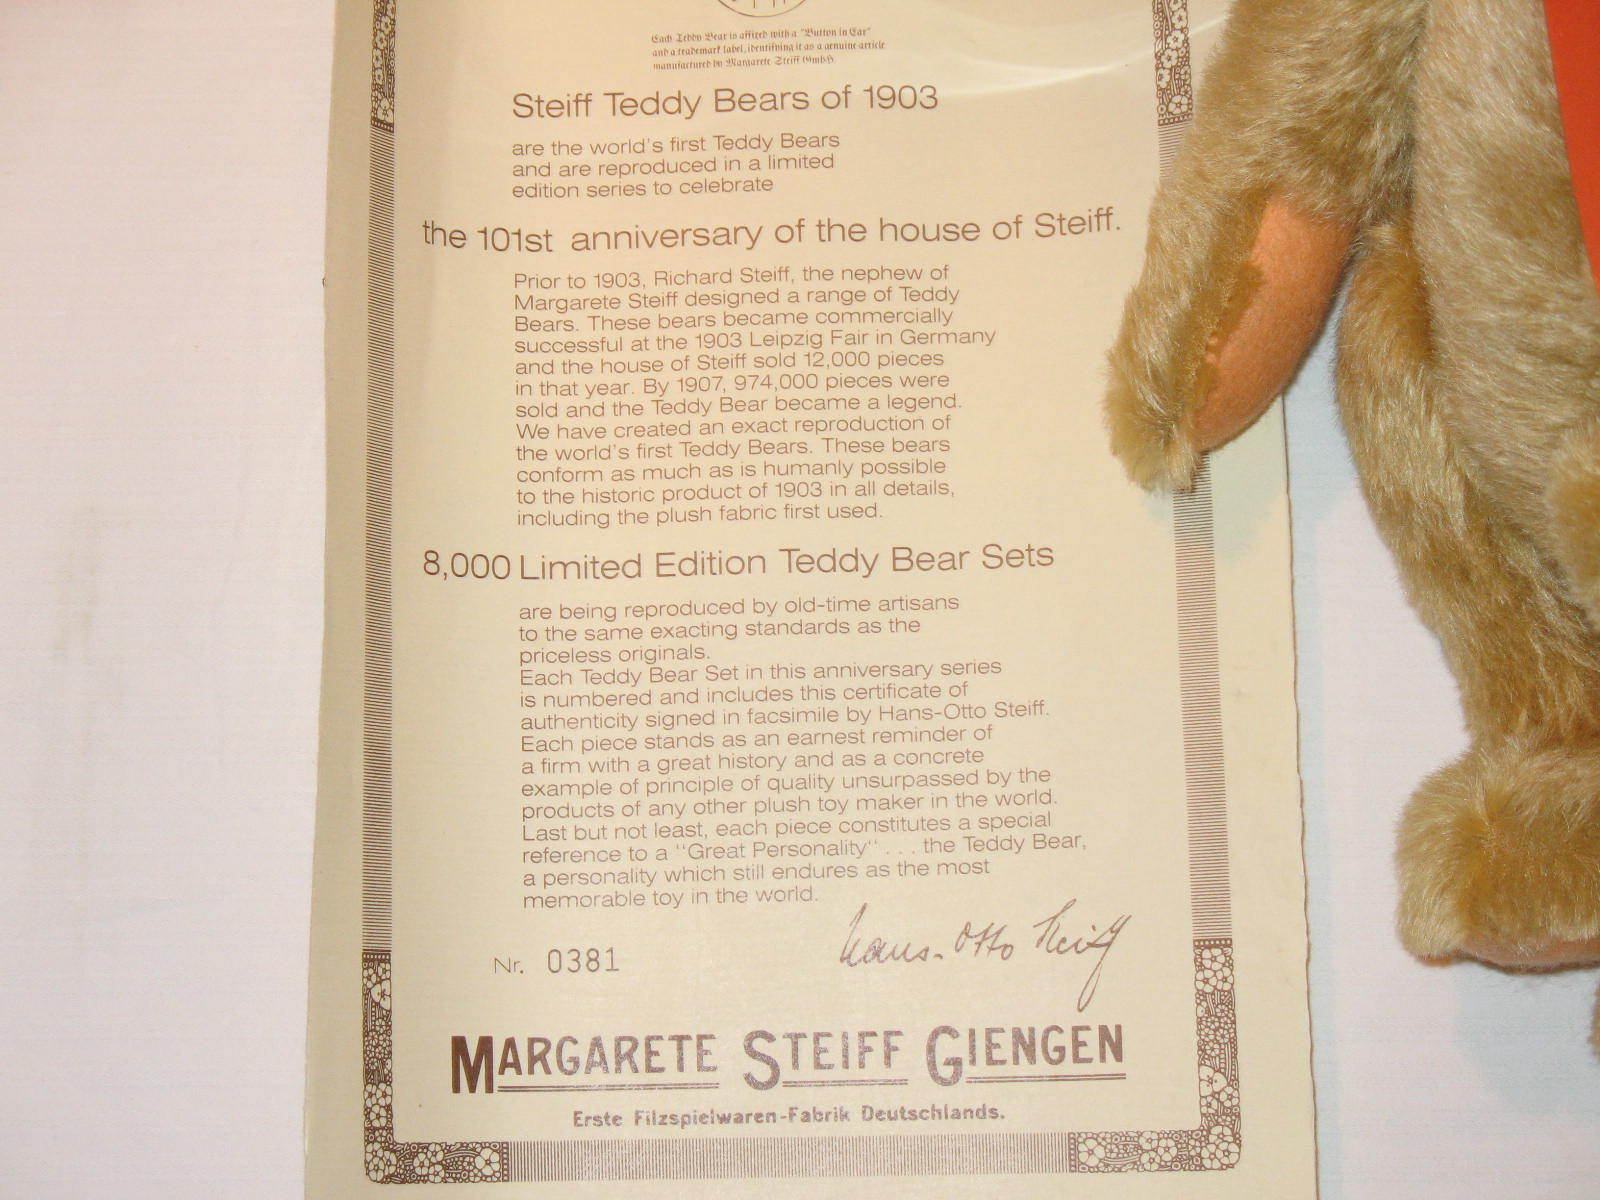 Each Teddy Bear is affixed with a "Button in Ear"
and a trademark label, identifying it as a genuine article
manufactured by Margarete Steiff GmbH.
Steiff Teddy Bears of 1903
are the world's first Teddy Bears
and are reproduced in a limited
edition series to celebrate
the 101st anniversary of the house of Steiff.
Prior to 1903, Richard Steiff, the nephew of
Margarete Steiff designed a range of Teddy
Bears. These bears became commercially
successful at the 1903 Leipzig Fair in Germany
and the house of Steiff sold 12,000 pieces
in that year. By 1907, 974,000 pieces were
sold and the Teddy Bear became a legend.
We have created an exact reproduction of
the world's first Teddy Bears. These bears
conform as much as is humanly possible
to the historic product of 1903 in all details,
including the plush fabric first used.
8,000 Limited Edition Teddy Bear Sets
are being reproduced by old-time artisans
to the same exacting standards as the
priceless originals.
Each Teddy Bear Set in this anniversary series
is numbered and includes this certificate of
authenticity signed in facsimile by Hans-Otto Steiff.
Each piece stands as an earnest reminder of
a firm with a great history and as a concrete
example of principle of quality unsurpassed by the
products of any other plush toy maker in the world.
Last but not least, each piece constitutes a special
reference to a "Great Personality" . . . the Teddy Bear,
a personality which still endures as the most
memorable toy in the world.
Hans-Otto Steiff
Nr. 0381
MARGARETE STEIFF GIENGEN
Erste Filzspielwaren-Fabrik Deutschlands.